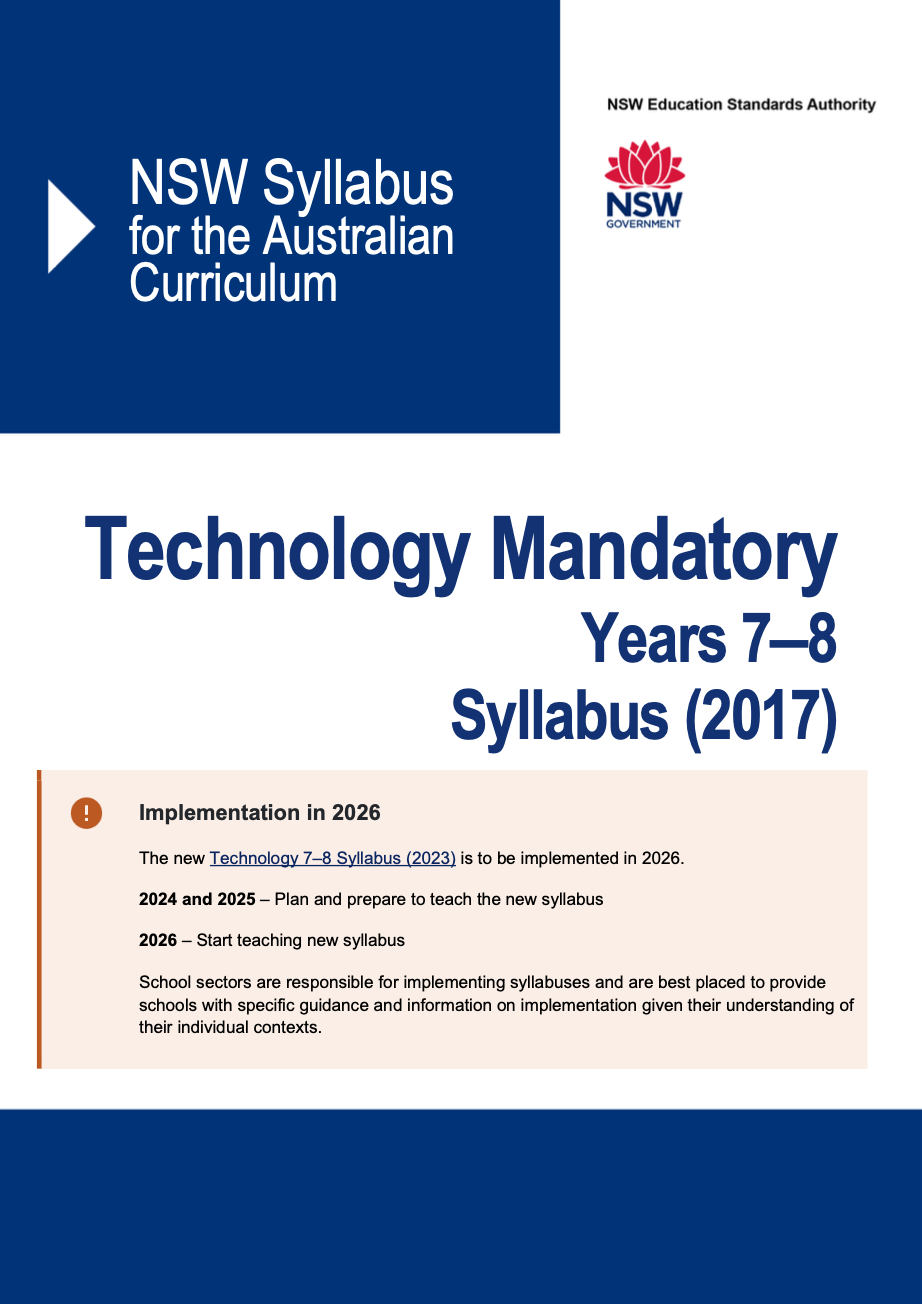 NSW Education Standards Authority
NSW
GOVERNMENT
NSW Syllabus
for the Australian
Curriculum
Technology Mandatory
Years 7–8
Syllabus (2017)
!
Implementation in 2026
The new Technology 7–8 Syllabus (2023) is to be implemented in 2026.
2024 and 2025 – Plan and prepare to teach the new syllabus
2026 – Start teaching new syllabus
School sectors are responsible for implementing syllabuses and are best placed to provide
schools with specific guidance and information on implementation given their understanding of
their individual contexts.